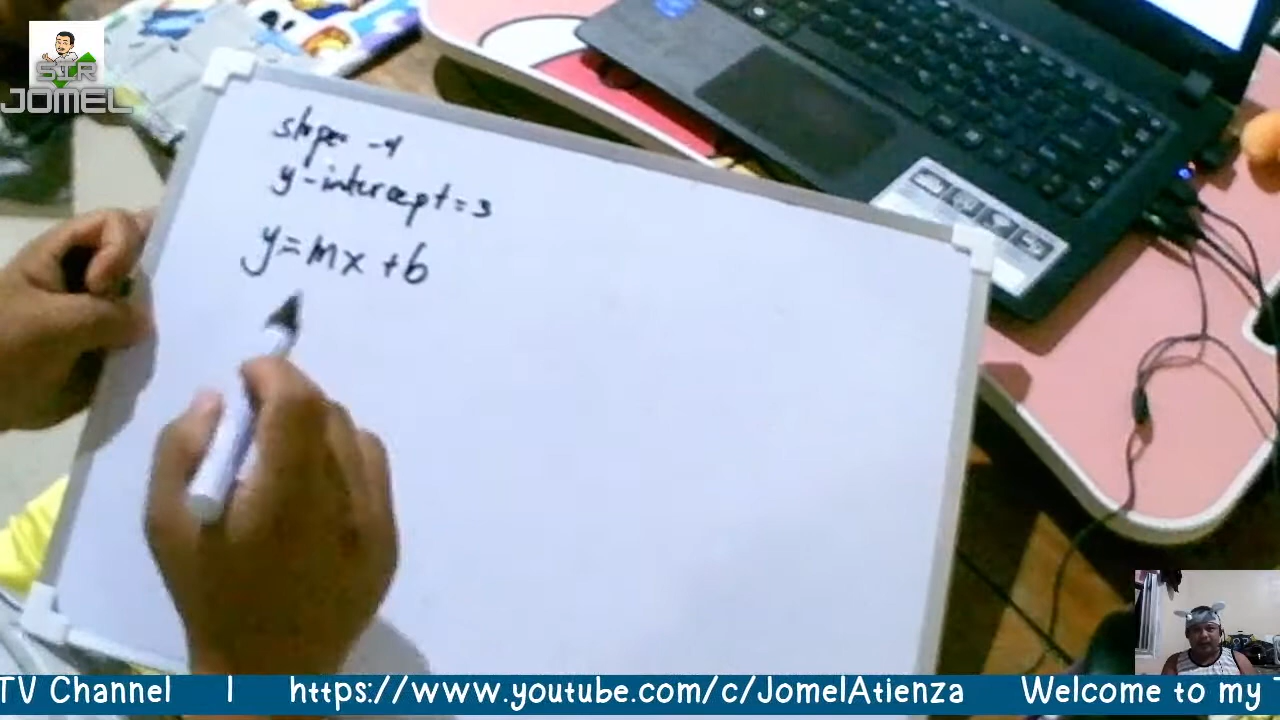 SIR
JOMEL
slope = -4
y-intercept = 3
y = mx + b
TV Channel | https://www.youtube.com/c/JomelAtienza Welcome to my T